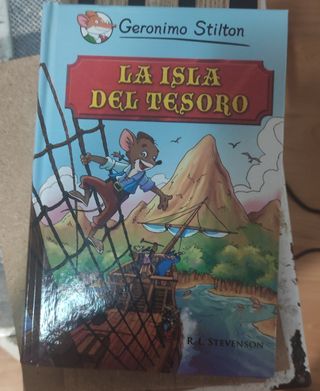 Geronimo Stilton
LA ISLA
DEL TESORO
R. L. STEVENSON